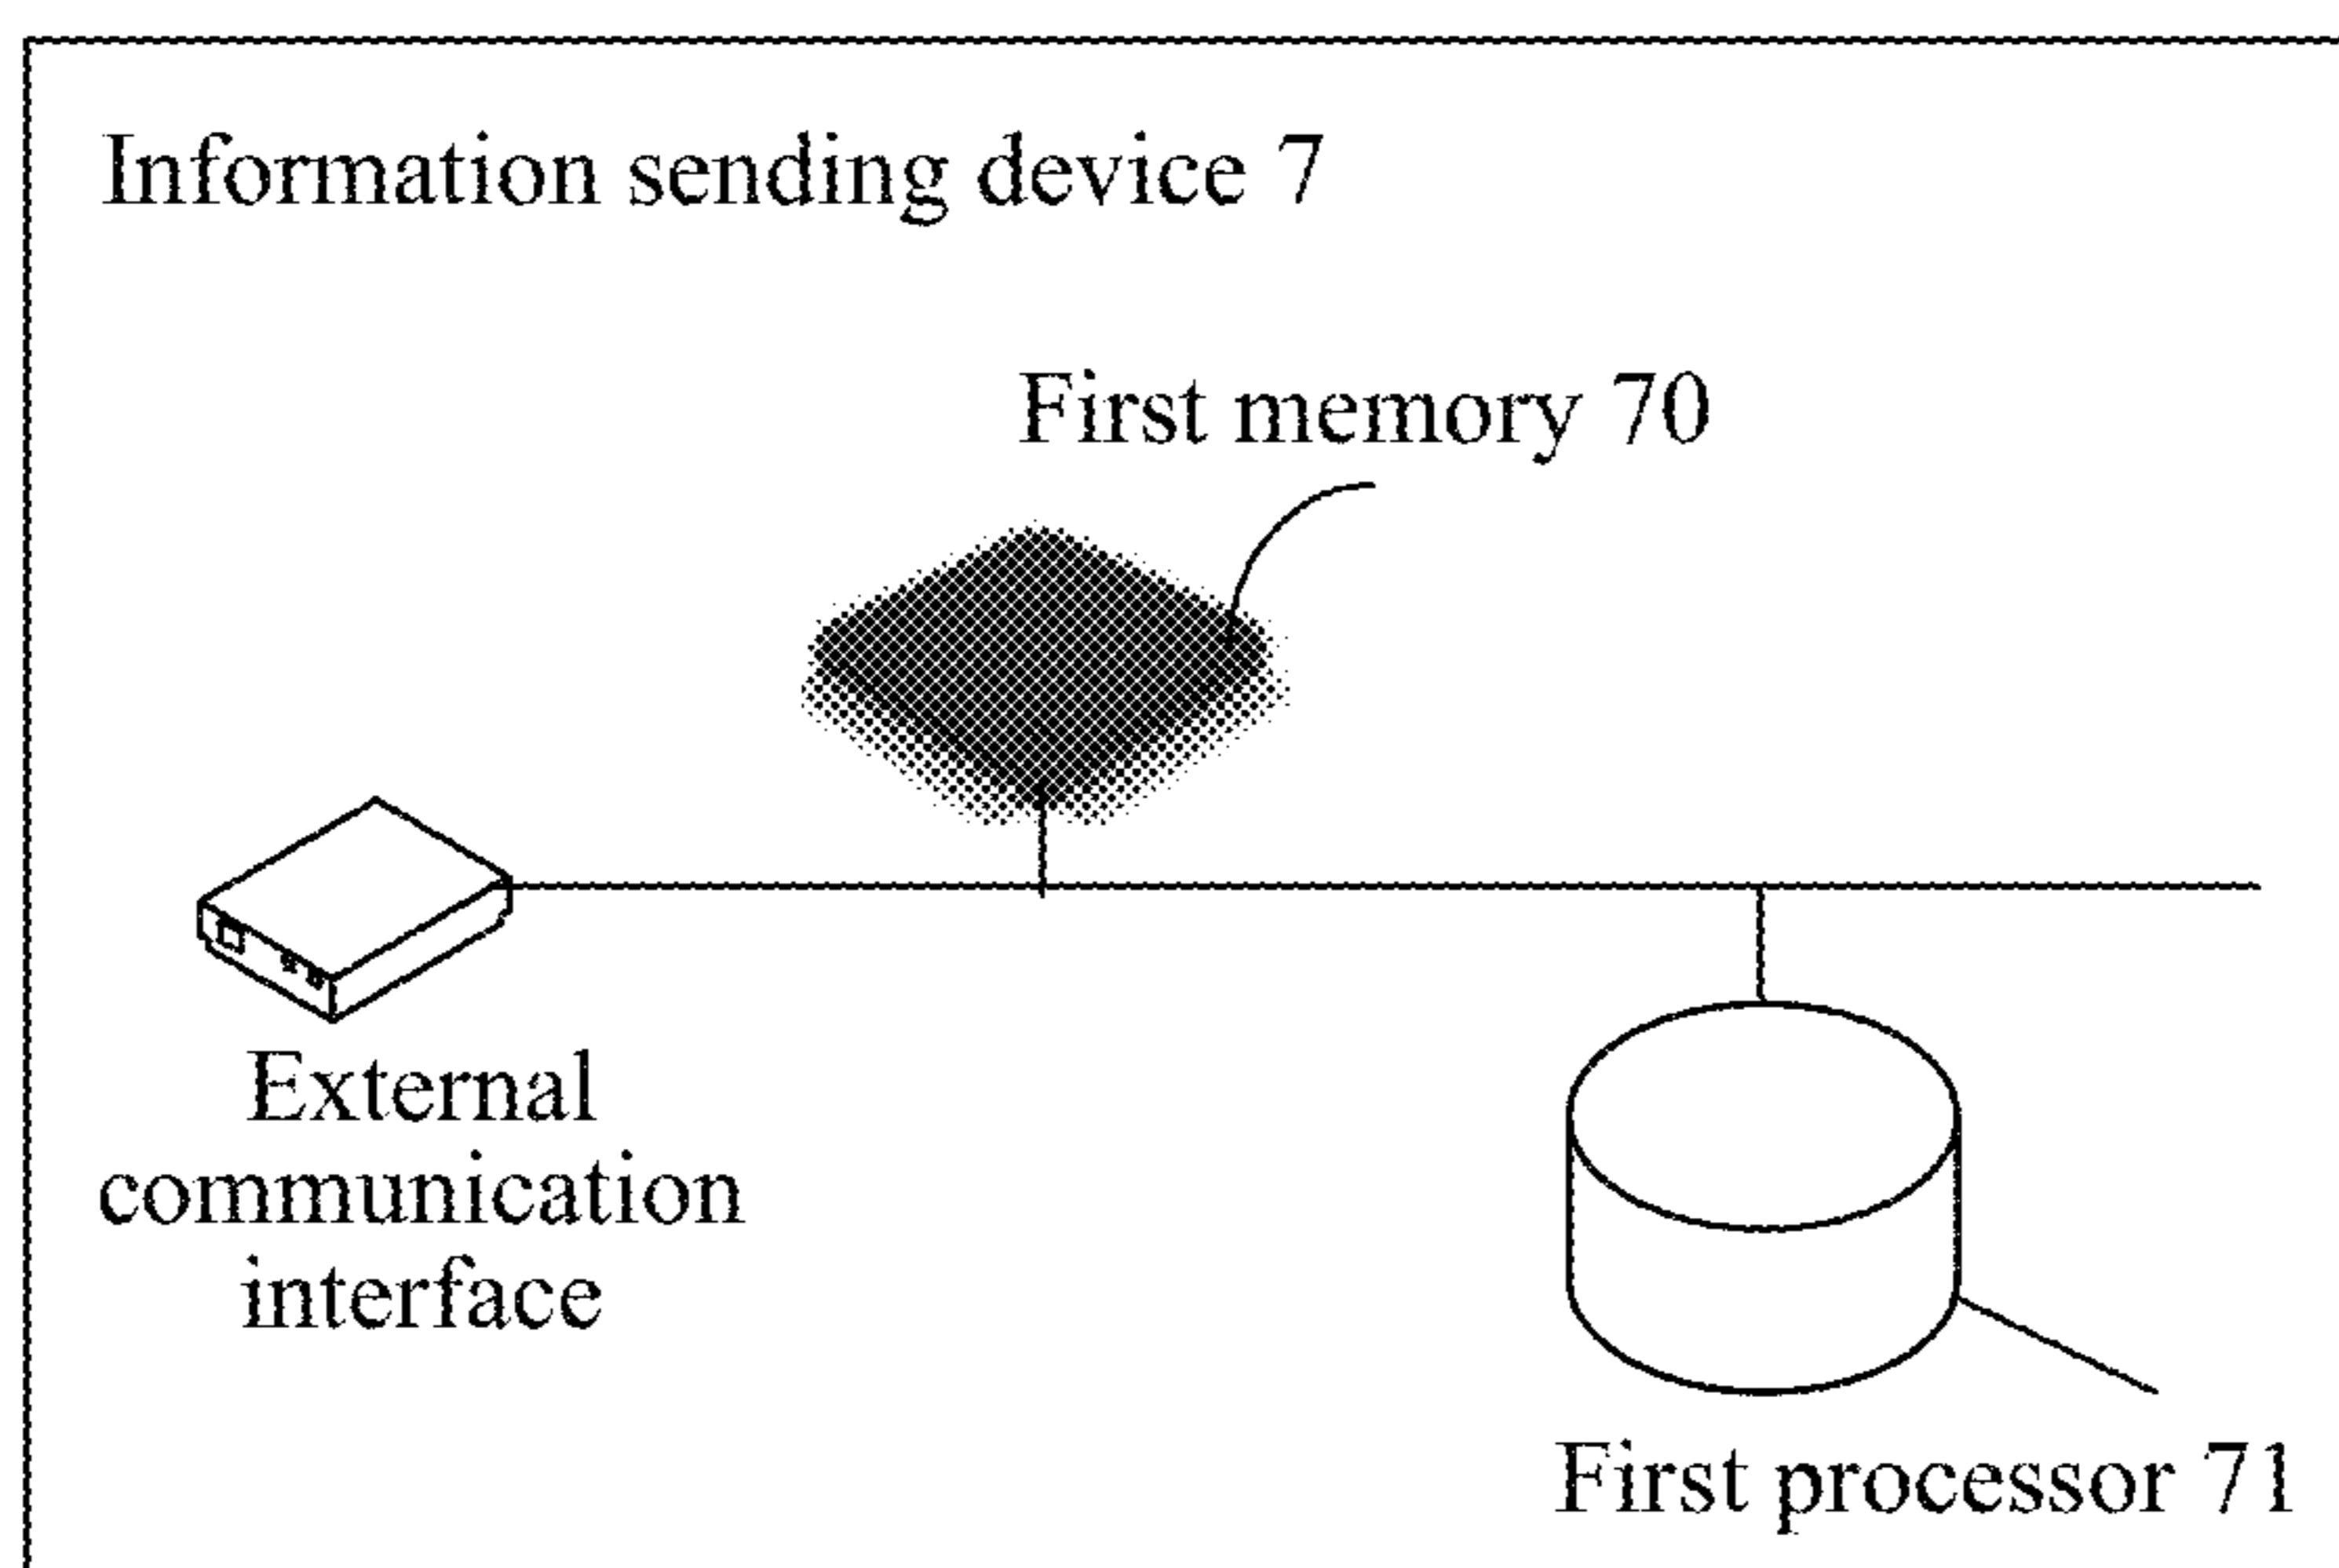 Information sending device 7
First memory 70
External
communication
interface
First processor 71